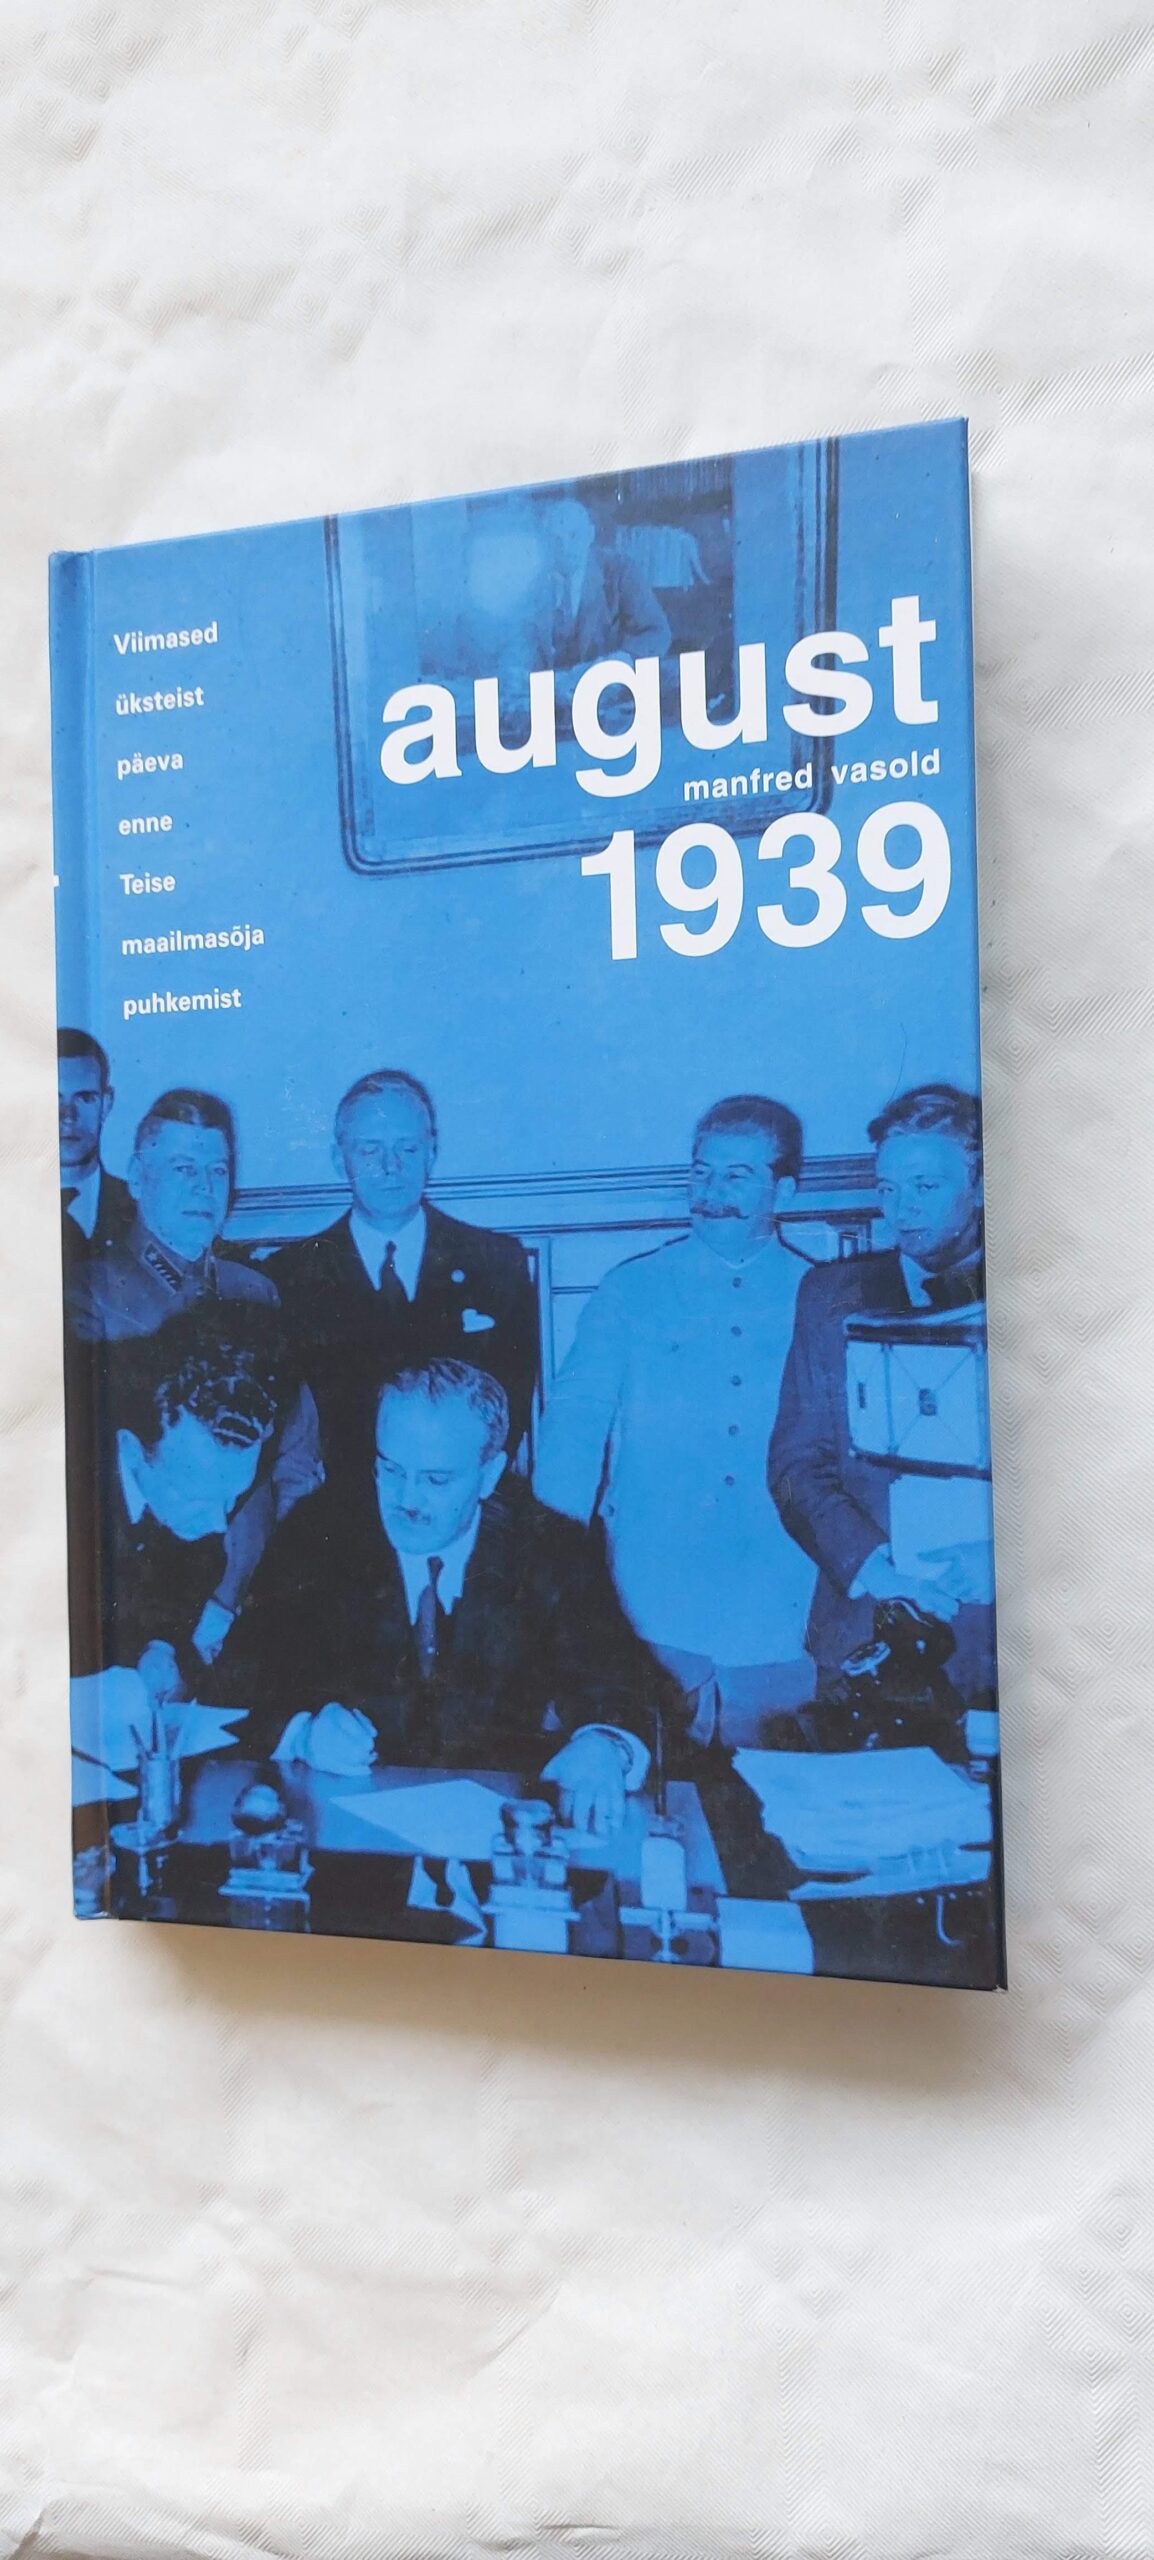 Viimased
üksteist
päeva
enne
Teise
maailmasõja
puhkemist
august
manfred vasold
1939